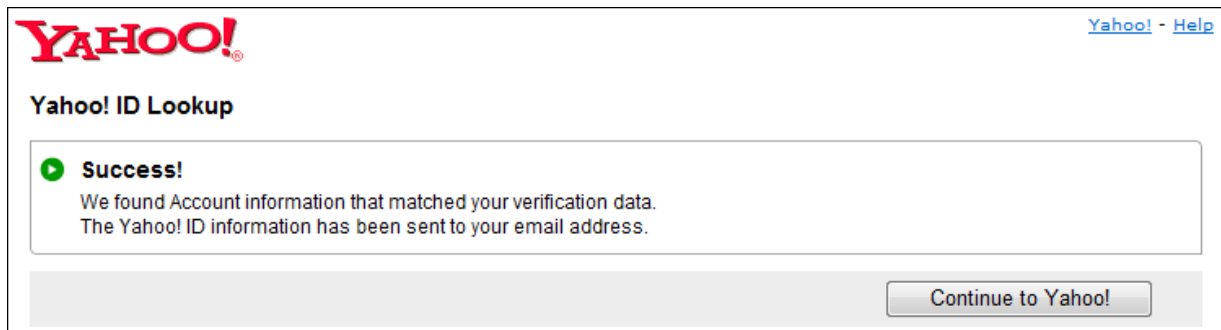 YAHOO!®
Yahoo! - Help
Yahoo! ID Lookup
Success!
We found Account information that matched your verification data.
The Yahoo! ID information has been sent to your email address.
Continue to Yahoo!